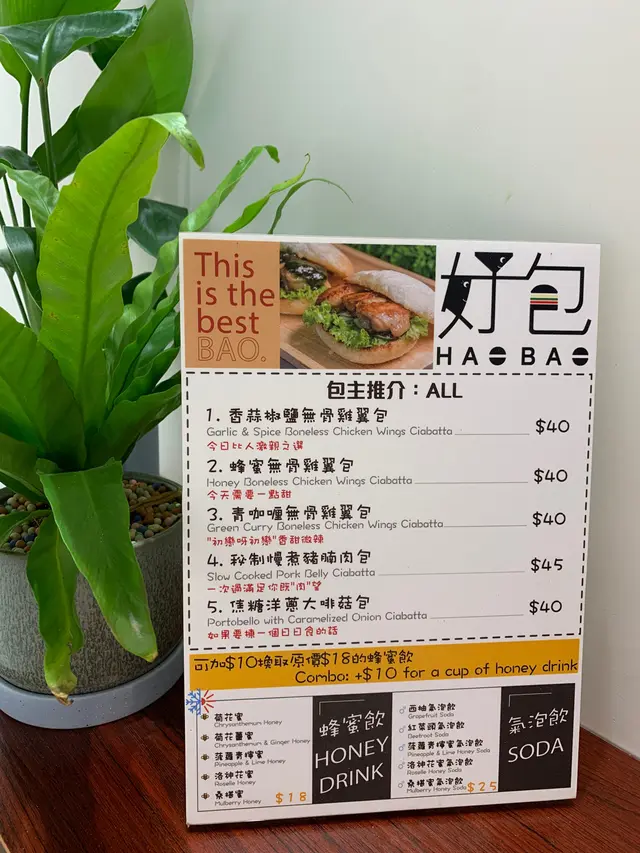 This
is the
best
BAO.
好包
HAO BAO
包主推介：ALL
1. 香蒜椒鹽無骨雞翼包
Garlic & Spice Boneless Chicken Wings Ciabatta $40
今日比人激親之選
2. 蜂蜜無骨雞翼包
Honey Boneless Chicken Wings Ciabatta $40
今天需要一點甜
3. 青咖喱無骨雞翼包
Green Curry Boneless Chicken Wings Ciabatta $40
"初戀呀初戀"香甜微辣
4. 秘制慢煮豬腩肉包
Slow Cooked Pork Belly Ciabatta $45
一次過滿足你既"肉"望
5. 焦糖洋蔥大啡菇包
Portobello with Caramelized Onion Ciabatta $40
如果要揀一個日日食的話
可加$10換取原價$18的蜂蜜飲
Combo: +$10 for a cup of honey drink
菊花蜜
Chrysanthemum Honey
菊花薑蜜
Chrysanthemum & Ginger Honey
菠蘿青檸蜜
Pineapple & Lime Honey
洛神花蜜
Roselle Honey
桑椹蜜
Mulberry Honey
$18
蜂蜜飲
HONEY
DRINK
西柚氣泡飲
Grapefruit Soda
紅菜頭氣泡飲
Beetroot Soda
菠蘿青檸蜜氣泡飲
Pineapple & Lime Honey Soda
洛神花蜜氣泡飲
Roselle Honey Soda
桑椹蜜氣泡飲
Mulberry Honey Soda
$25
氣泡飲
SODA